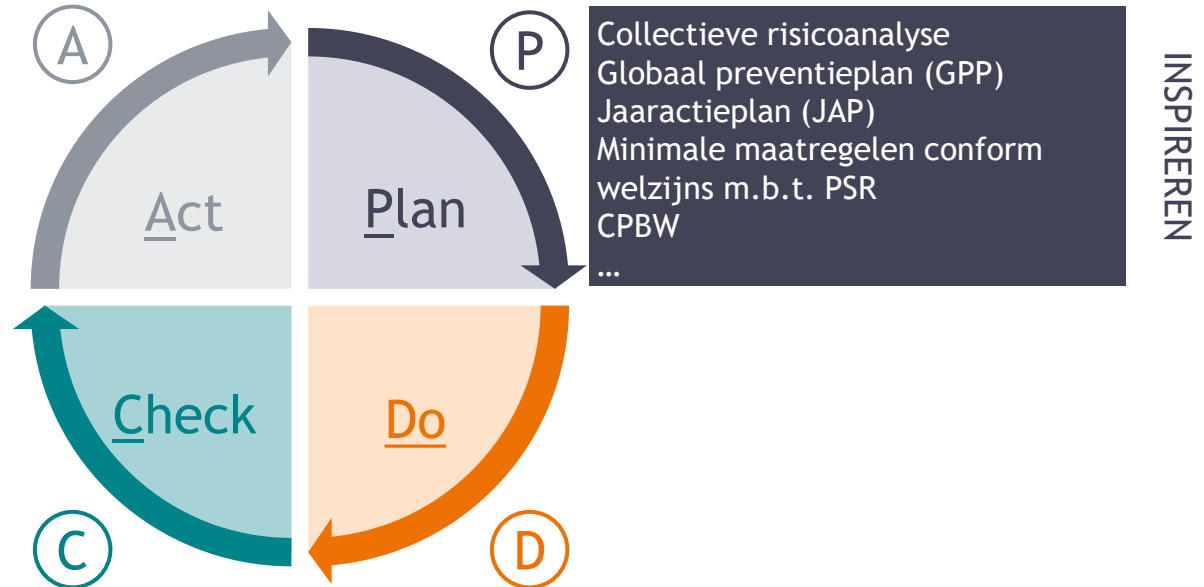 A
P
Collectieve risicoanalyse
Globaal preventieplan (GPP)
Jaaractieplan (JAP)
Minimale maatregelen conform
welzijns m.b.t. PSR
CPBW
…
INSPIREREN
Act
Plan
Check
Do
C
D